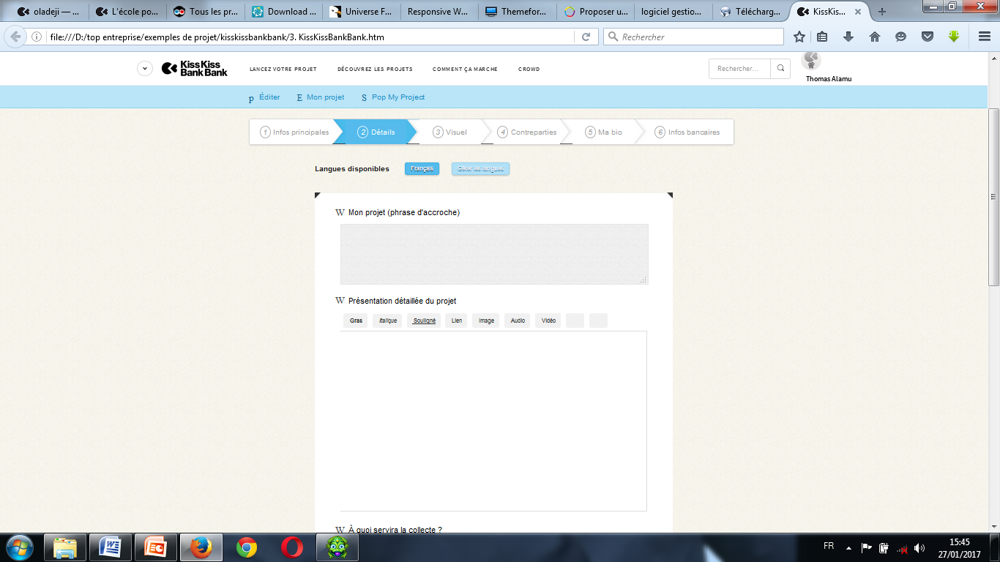 oladeji — ...
L'école po...
Tous les pr...
Download ...
Universe F...
Responsive W...
Themefor...
Proposer u...
logiciel gestio...
Télécharg...
KissKis...
file:///D:/top entreprise/exemples de projet/kisskissbankbank/3. KissKissBankBank.htm
Rechercher
KissKiss
BankBank
LANCEZ VOTRE PROJET
DÉCOUVREZ LES PROJETS
COMMENT ÇA MARCHE
CROWD
Rechercher...
Thomas Alamu
p Éditer
E Mon projet
S Pop My Project
1 Infos principales
2 Détails
3 Visuel
4 Contreparties
5 Ma bio
6 Infos bancaires
Langues disponibles
Français
Gérer les langues
W Mon projet (phrase d'accroche)
W Présentation détaillée du projet
Gras
Italique
Souligné
Lien
Image
Audio
Vidéo
W À quoi servira la collecte ?
FR
15:45
27/01/2017